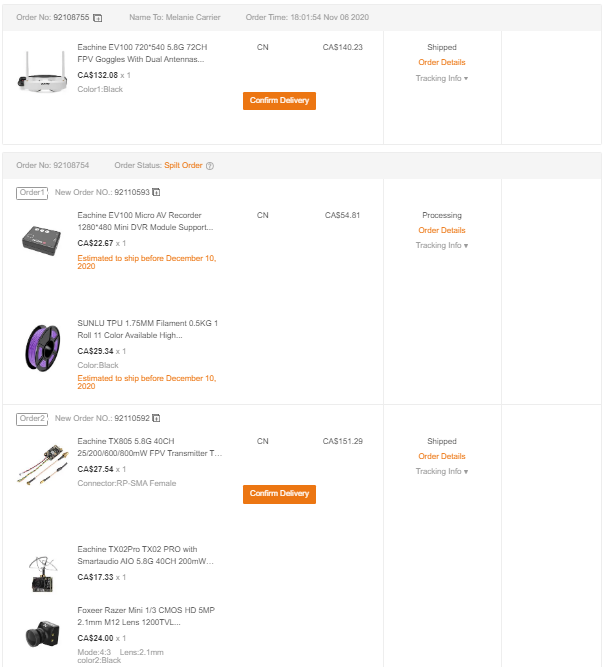 Order No: 92108755 Name To: Melanie Carrier Order Time: 18:01:54 Nov 06 2020
Eachine EV100 720*540 5.8G 72CH
FPV Goggles With Dual Antennas...
CA$132.08 x 1
Color1:Black
CN
CA$140.23
Confirm Delivery
Shipped
Order Details
Tracking Info
Order No: 92108754 Order Status: Spilt Order
Order1 New Order NO.: 92110593
Eachine EV100 Micro AV Recorder
1280*480 Mini DVR Module Support...
CA$22.67 x 1
Estimated to ship before December 10,
2020
CN
CA$54.81
Processing
Order Details
Tracking Info
SUNLU TPU 1.75MM Filament 0.5KG 1
Roll 11 Color Available High...
CA$29.34 x 1
Color:Black
Estimated to ship before December 10,
2020
Order2 New Order NO.: 92110592
Eachine TX805 5.8G 40CH
25/200/600/800mW FPV Transmitter T...
CA$27.54 x 1
Connector:RP-SMA Female
CN
CA$151.29
Confirm Delivery
Shipped
Order Details
Tracking Info
Eachine TX02Pro TX02 PRO with
Smartaudio AIO 5.8G 40CH 200mW...
CA$17.33 x 1
Foxeer Razer Mini 1/3 CMOS HD 5MP
2.1mm M12 Lens 1200TVL...
CA$24.00 x 1
Mode:4:3 Lens:2.1mm
color2:Black